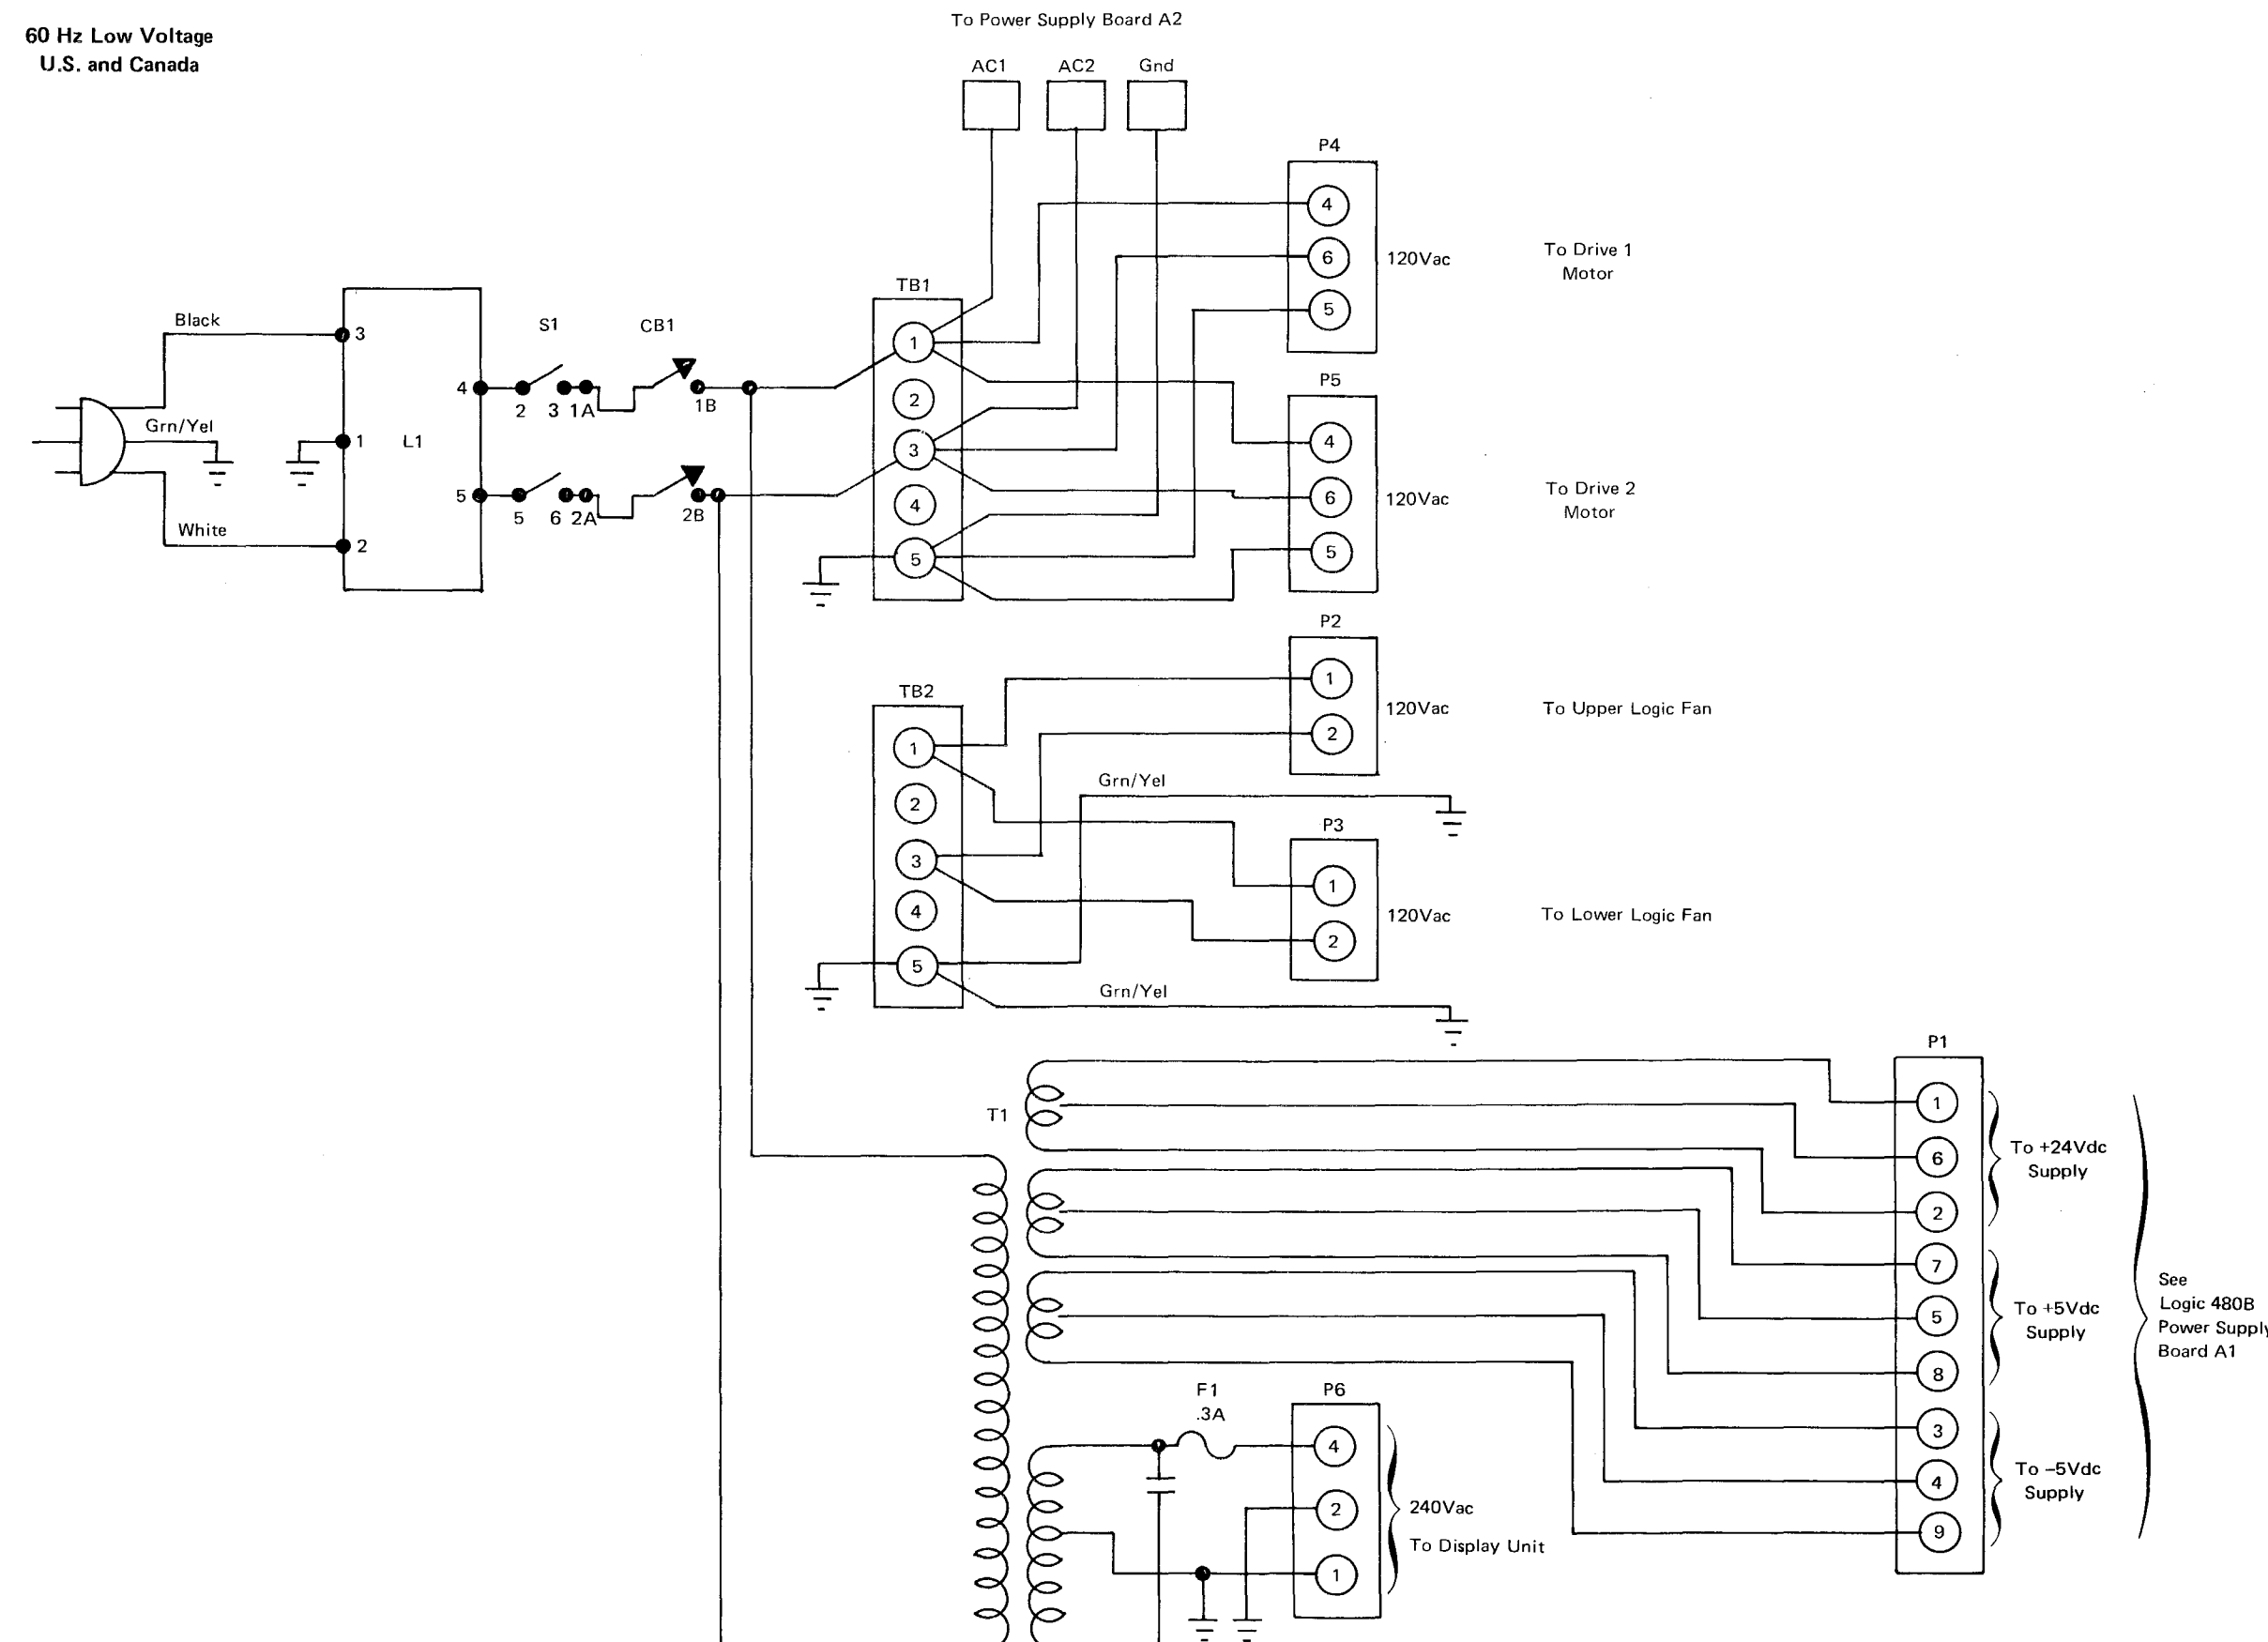 60 Hz Low Voltage
U.S. and Canada
To Power Supply Board A2
AC1
AC2
Gnd
P4
4
6
5
120Vac
To Drive 1
Motor
Black
Grn/Yel
White
3
1
2
L1
4
5
S1
2
3
5
6
CB1
1A
1B
2A
2B
TB1
1
2
3
4
5
P5
4
6
5
120Vac
To Drive 2
Motor
P2
1
2
120Vac
To Upper Logic Fan
TB2
1
2
3
4
5
Grn/Yel
P3
1
2
120Vac
To Lower Logic Fan
Grn/Yel
T1
P1
1
6
2
7
5
8
3
4
9
To +24Vdc
Supply
To +5Vdc
Supply
To –5Vdc
Supply
See
Logic 480B
Power Supply
Board A1
F1
.3A
P6
4
2
1
240Vac
To Display Unit